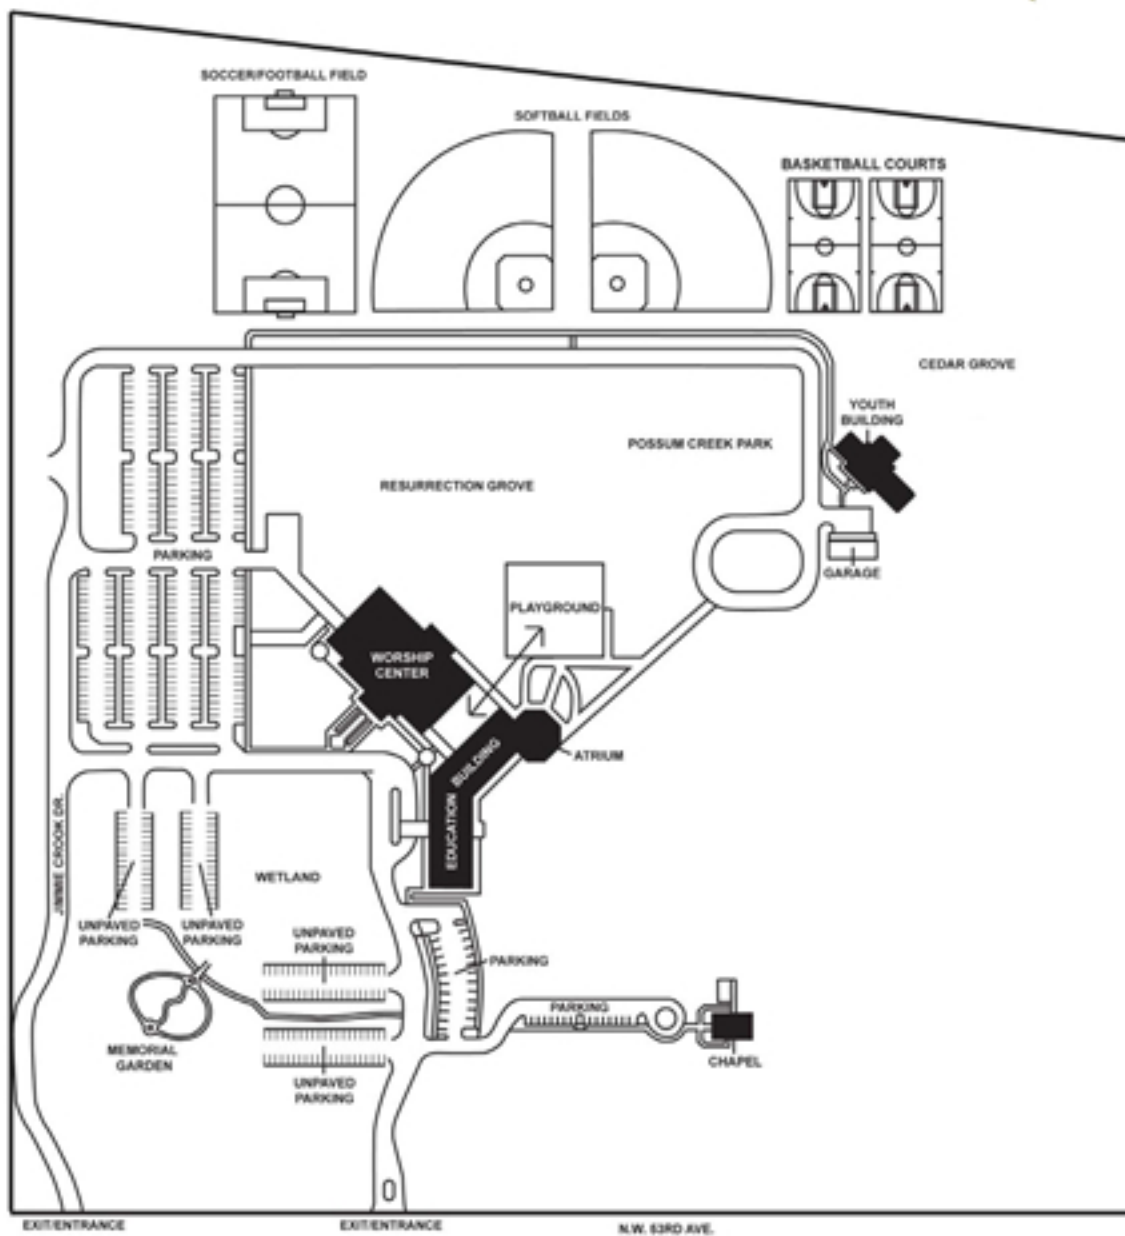 SOCCER/FOOTBALL FIELD
SOFTBALL FIELDS
BASKETBALL COURTS
CEDAR GROVE
YOUTH
BUILDING
POSSUM CREEK PARK
RESURRECTION GROVE
PARKING
GARAGE
PLAYGROUND
WORSHIP
CENTER
ATRIUM
EDUCATION BUILDING
JIMMIE CROOK DR.
WETLAND
UNPAVED
PARKING
UNPAVED
PARKING
UNPAVED
PARKING
PARKING
PARKING
MEMORIAL
GARDEN
CHAPEL
UNPAVED
PARKING
EXIT/ENTRANCE
EXIT/ENTRANCE
N.W. 53RD AVE.